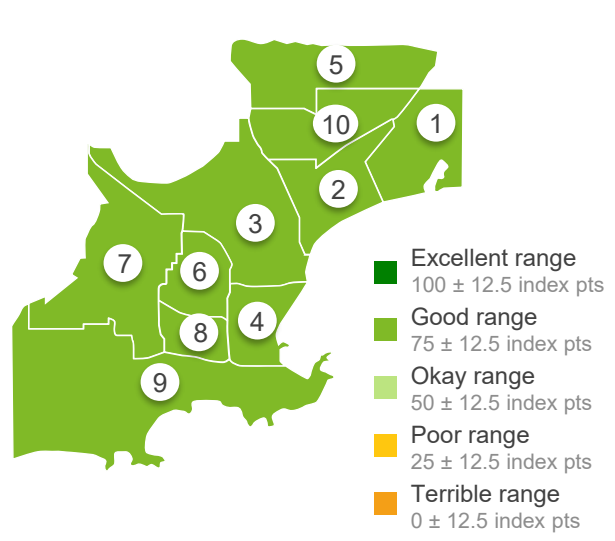 5
10
1
2
3
7
6
4
8
9
Excellent range
100 ± 12.5 index pts
Good range
75 ± 12.5 index pts
Okay range
50 ± 12.5 index pts
Poor range
25 ± 12.5 index pts
Terrible range
0 ± 12.5 index pts